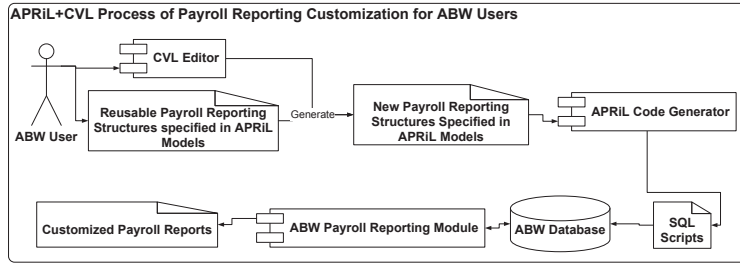 APRiL+CVL Process of Payroll Reporting Customization for ABW Users
CVL Editor
ABW User
Reusable Payroll Reporting
Structures specified in APRiL
Models
Generate
New Payroll Reporting
Structures Specified in
APRiL Models
APRiL Code Generator
Customized Payroll Reports
ABW Payroll Reporting Module
ABW Database
SQL
Scripts